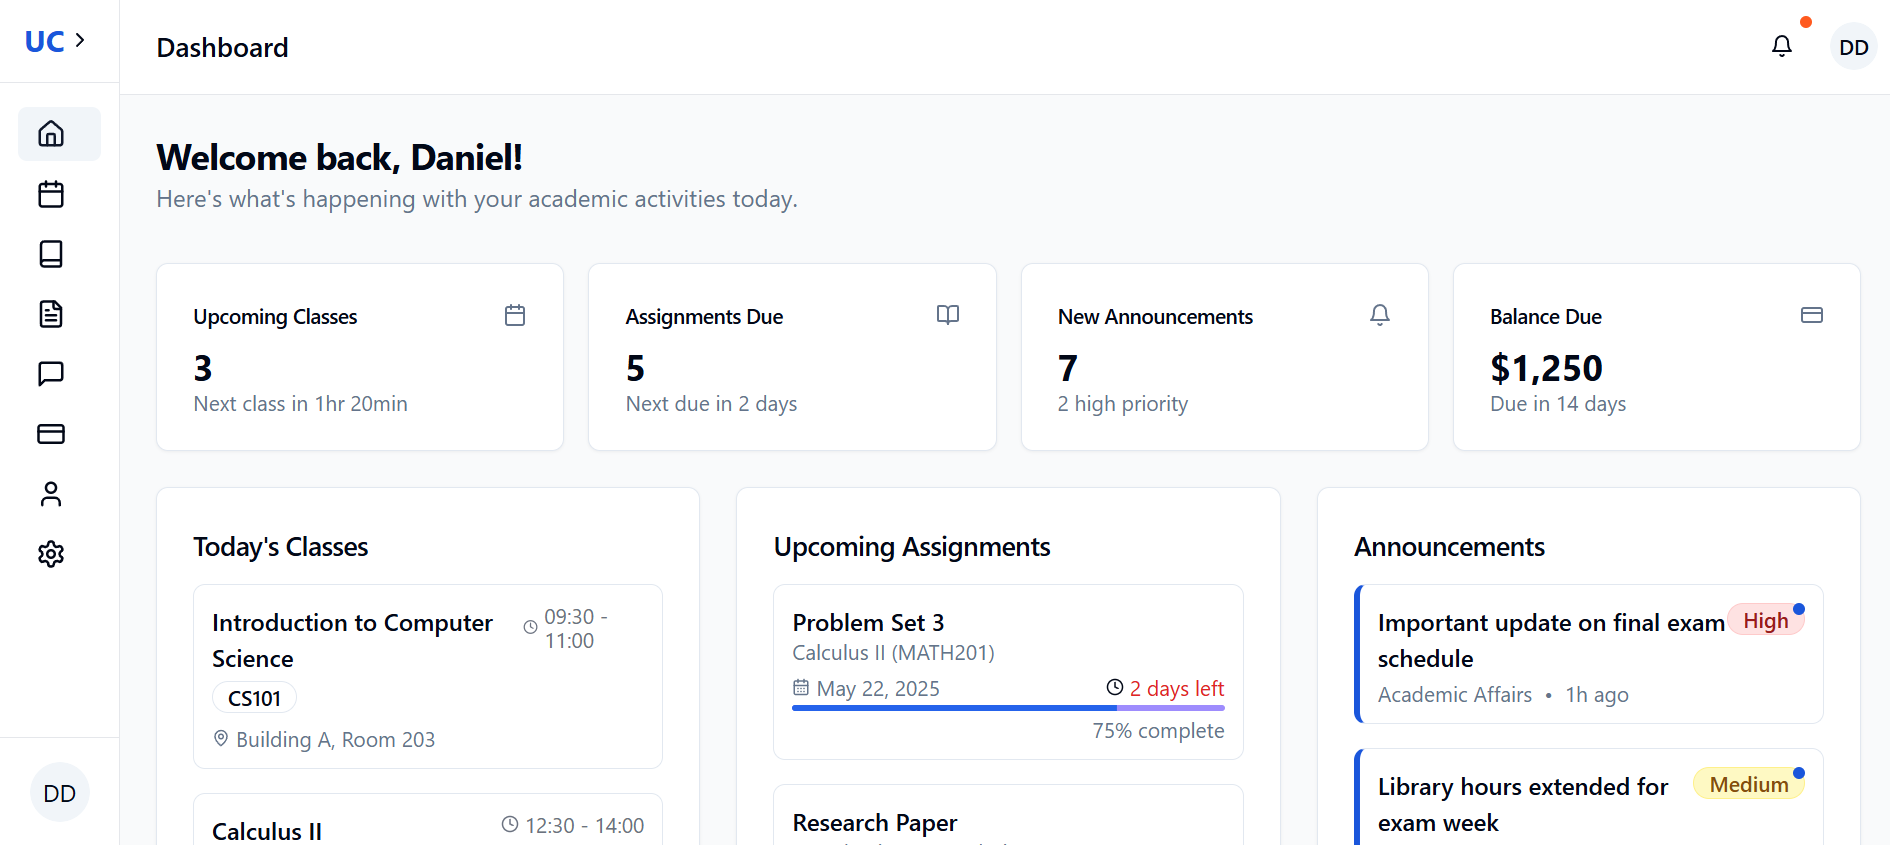 UC
Dashboard
DD
Welcome back, Daniel!
Here's what's happening with your academic activities today.
Upcoming Classes
3
Next class in 1hr 20min
Assignments Due
5
Next due in 2 days
New Announcements
7
2 high priority
Balance Due
$1,250
Due in 14 days
Today's Classes
Introduction to Computer
Science
09:30 -
11:00
CS101
Building A, Room 203
Calculus II
12:30 - 14:00
Upcoming Assignments
Problem Set 3
Calculus II (MATH201)
May 22, 2025
2 days left
75% complete
Research Paper
Announcements
Important update on final exam
schedule
High
Academic Affairs • 1h ago
Library hours extended for
exam week
Medium
DD